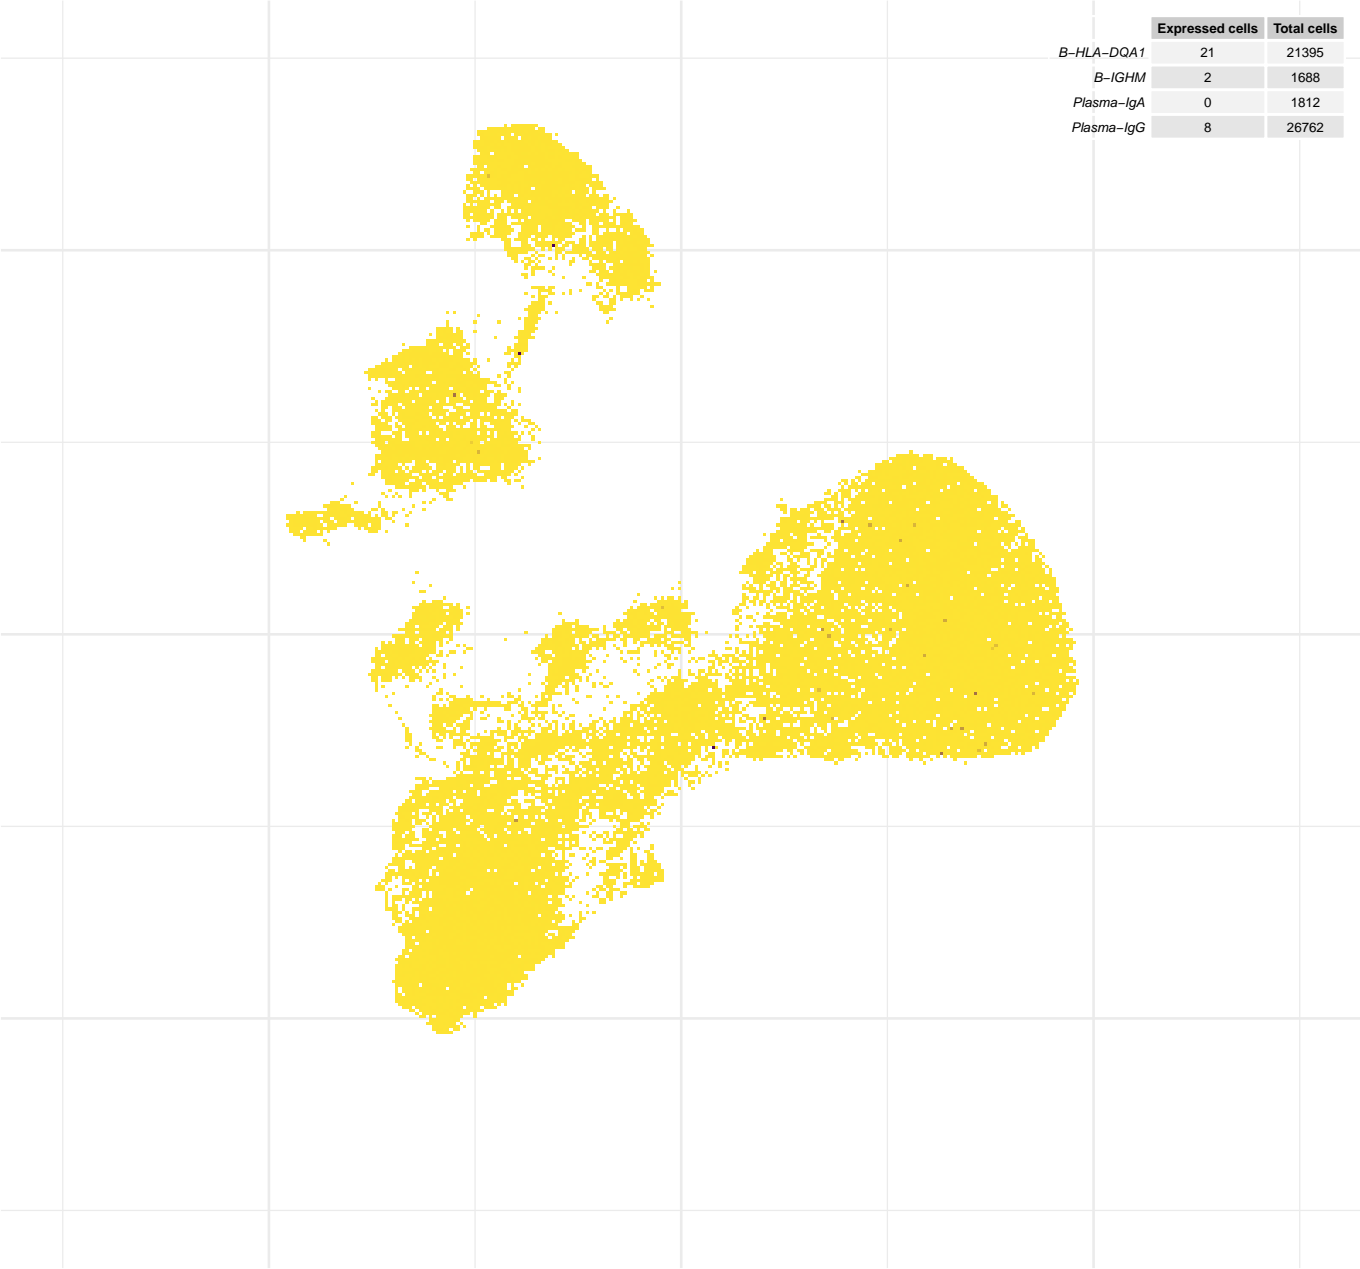 Expressed cells Total cells
B−HLA−DQA1 21 21395
B−IGHM 2 1688
Plasma−IgA 0 1812
Plasma−IgG 8 26762